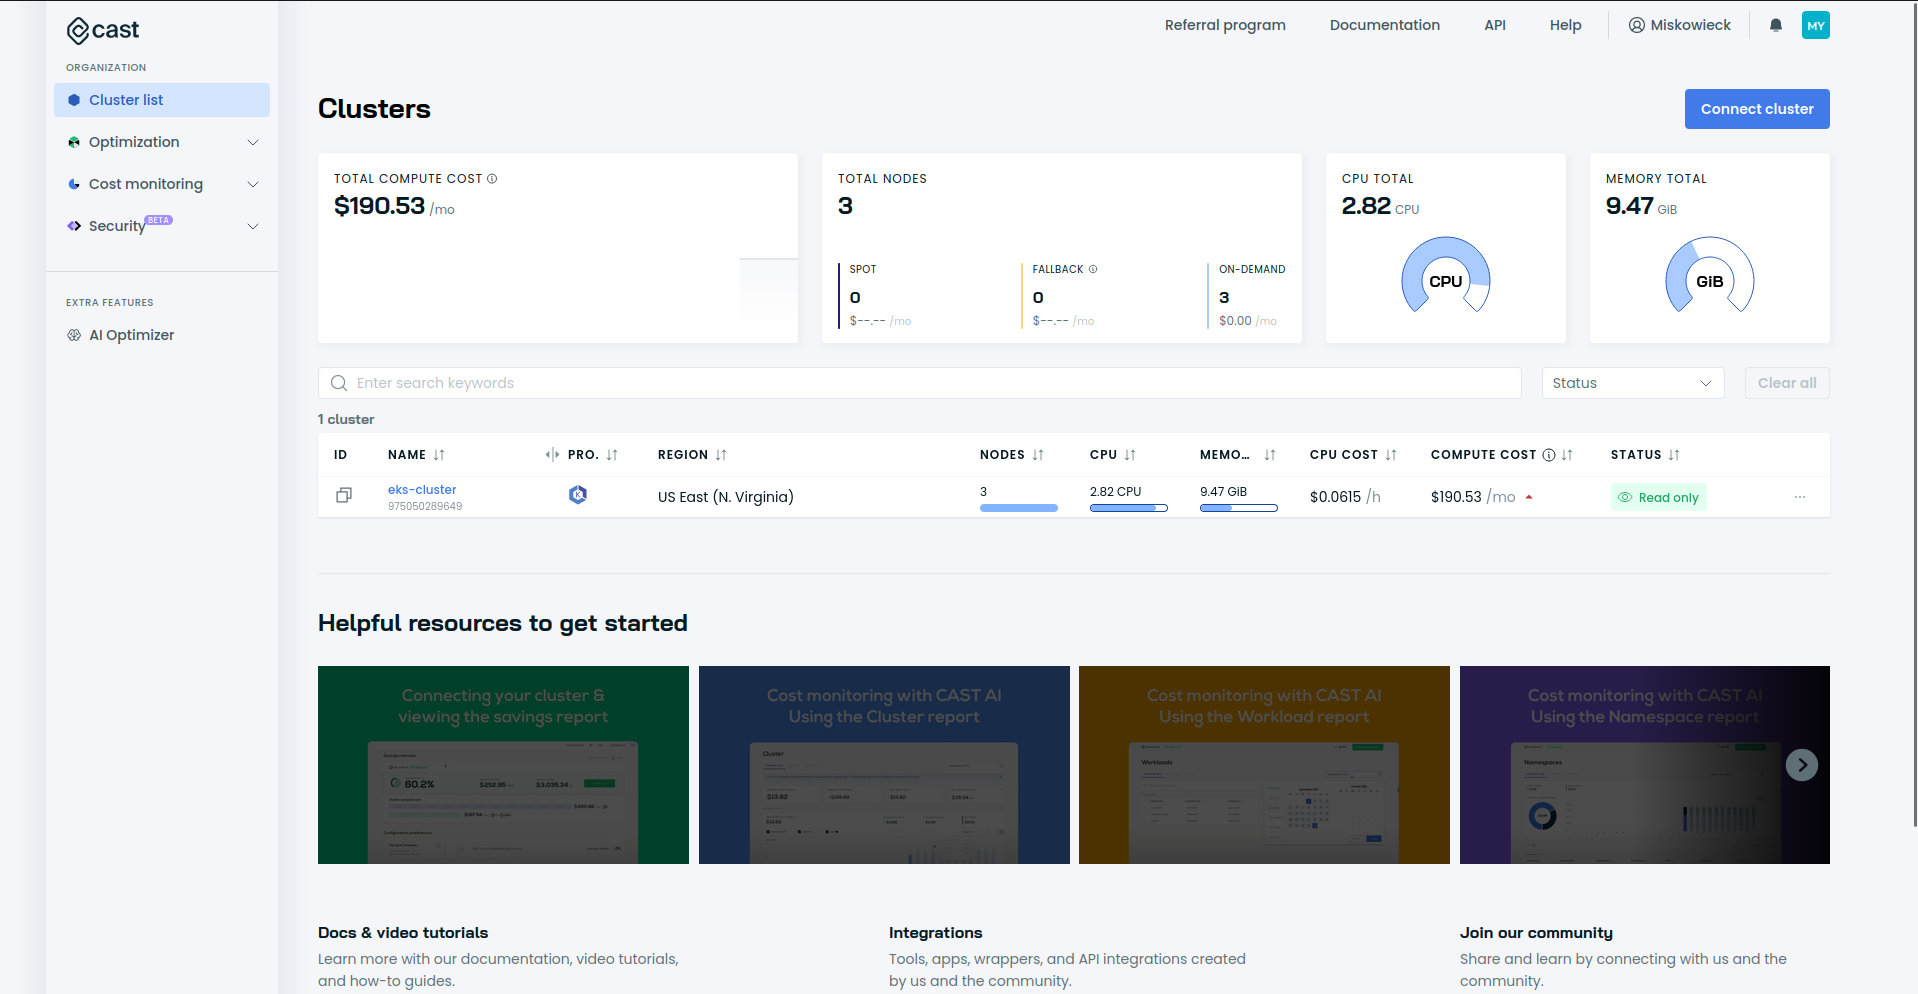 cast
Referral program
Documentation
API
Help
Miskowieck
MY
ORGANIZATION
Cluster list
Optimization
Cost monitoring
Security BETA
EXTRA FEATURES
AI Optimizer
Clusters
Connect cluster
TOTAL COMPUTE COST
$190.53 /mo
TOTAL NODES
3
SPOT
0
$--.-- /mo
FALLBACK
0
$--.-- /mo
ON-DEMAND
3
$0.00 /mo
CPU TOTAL
2.82 CPU
CPU
MEMORY TOTAL
9.47 GiB
GiB
Enter search keywords
Status
Clear all
1 cluster
ID NAME PRO. REGION NODES CPU MEMO... CPU COST COMPUTE COST STATUS
eks-cluster
975050289649
US East (N. Virginia)
3
2.82 CPU
9.47 GiB
$0.0615 /h
$190.53 /mo
Read only
...
Helpful resources to get started
Connecting your cluster &
viewing the savings report
60.2%
Cost monitoring with CAST AI
Using the Cluster report
Cluster
Cost monitoring with CAST AI
Using the Workload report
Workloads
Cost monitoring with CAST AI
Using the Namespace report
Namespaces
Docs & video tutorials
Learn more with our documentation, video tutorials,
and how-to guides.
Integrations
Tools, apps, wrappers, and API integrations created
by us and the community.
Join our community
Share and learn by connecting with us and the
community.